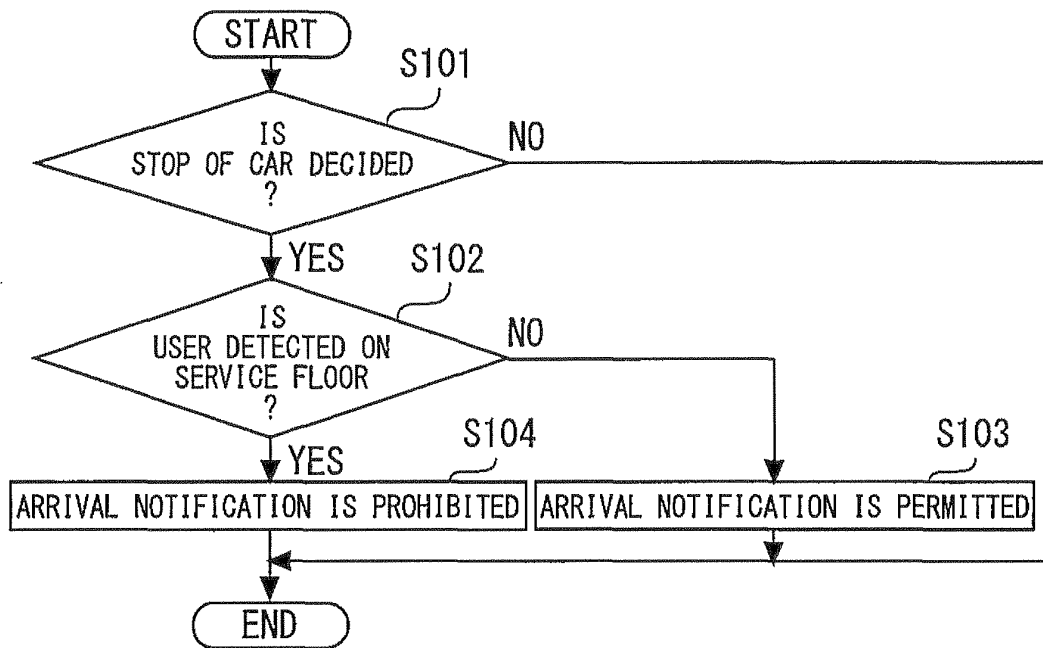 START
S101
IS
STOP OF CAR DECIDED
?
NO
YES
S102
IS
USER DETECTED ON
SERVICE FLOOR
?
NO
YES
S104
S103
ARRIVAL NOTIFICATION IS PROHIBITED
ARRIVAL NOTIFICATION IS PERMITTED
END